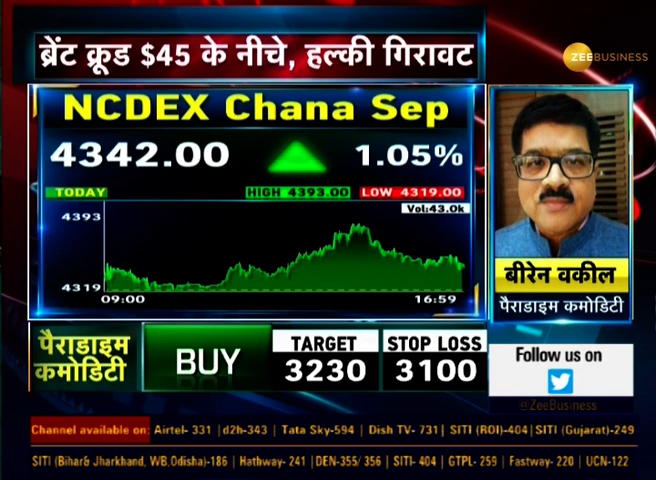 ब्रेंट क्रूड $45 के नीचे, हल्की गिरावट
ZEEBUSINESS
NCDEX Chana Sep
4342.00 1.05%
TODAY HIGH 4393.00 LOW 4319.00
Vol:43.0k
4393
4319
09:00 16:59
बीरेन वकील
पैराडाइम कमोडिटी
पैराडाइम
कमोडिटी
BUY
TARGET STOP LOSS
3230 3100
Follow us on
@ZeeBusiness
Channel available on: Airtel- 331 | d2h-343 | Tata Sky-594 | Dish TV- 731 | SITI (ROI)-404 | SITI (Gujarat)-249
SITI (Bihar& Jharkhand, WB,Odisha)-186 | Hathway- 241 | DEN-355/ 356 | SITI- 404 | GTPL- 259 | Fastway- 220 | UCN-122